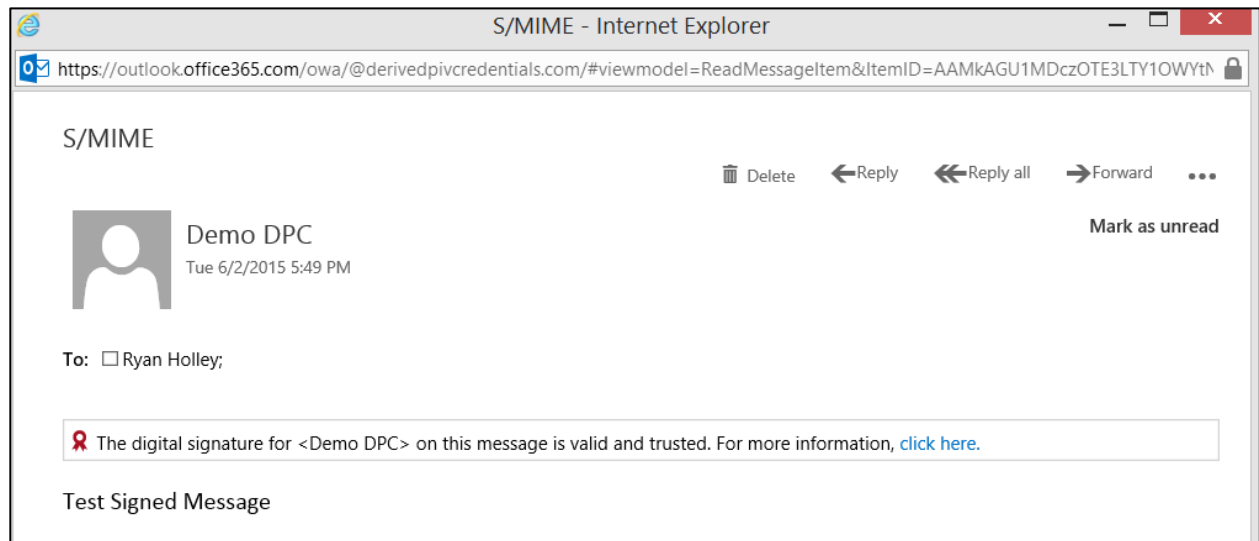 S/MIME - Internet Explorer
https://outlook.office365.com/owa/@derivedpivcredentials.com/#viewmodel=ReadMessageItem&ItemID=AAMkAGU1MDczOTE3LTY1OWYtN
S/MIME
Delete Reply Reply all Forward •••
Demo DPC Mark as unread
Tue 6/2/2015 5:49 PM
To: Ryan Holley;
The digital signature for <Demo DPC> on this message is valid and trusted. For more information, click here.
Test Signed Message